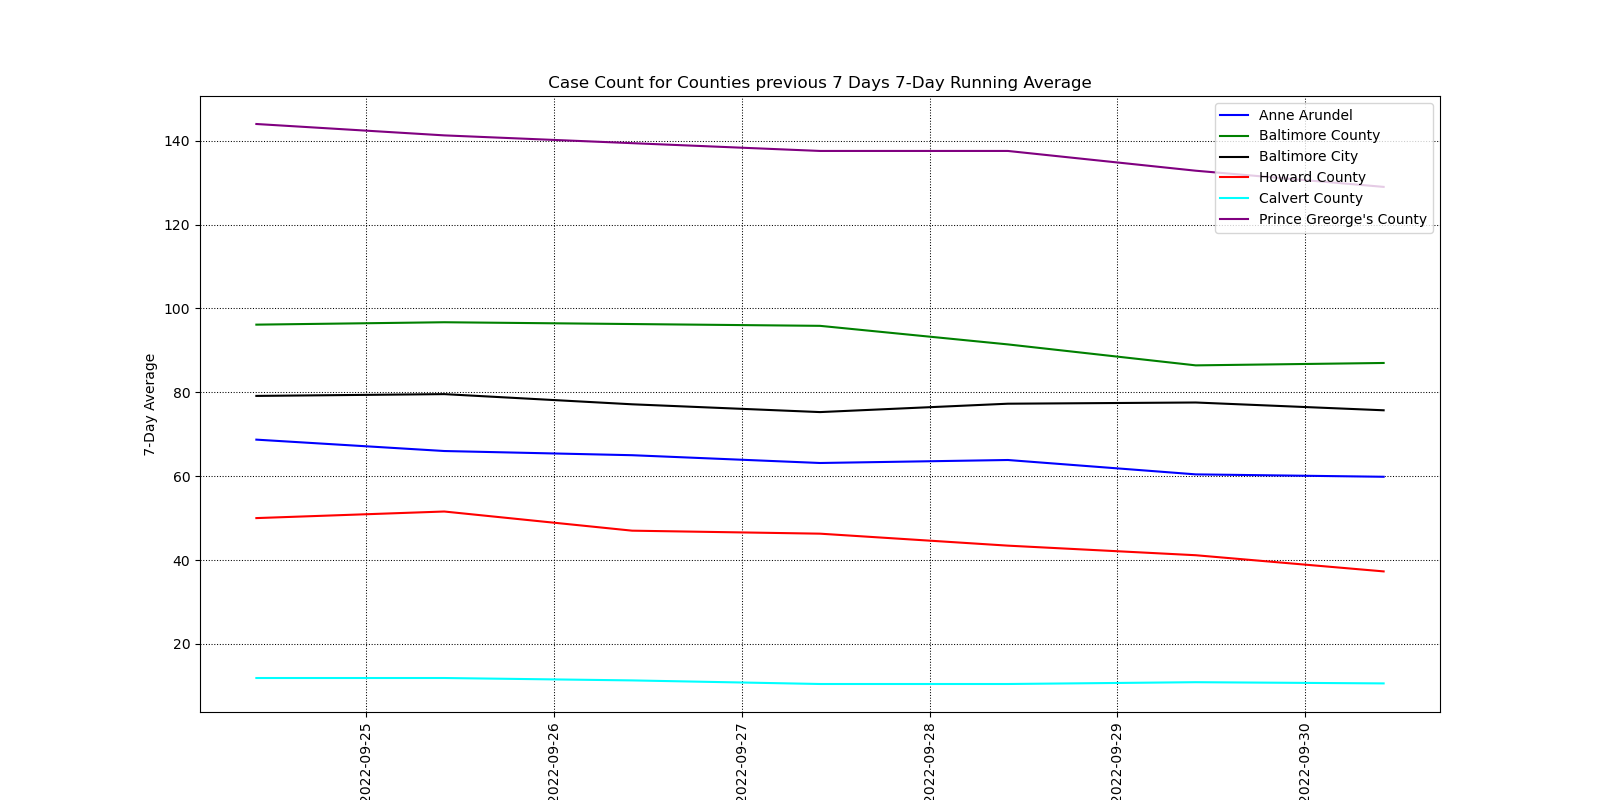 Case Count for Counties previous 7 Days 7-Day Running Average
Anne Arundel
Baltimore County
Baltimore City
Howard County
Calvert County
Prince Greorge's County
7-Day Average
140
120
100
80
60
40
20
2022-09-25
2022-09-26
2022-09-27
2022-09-28
2022-09-29
2022-09-30